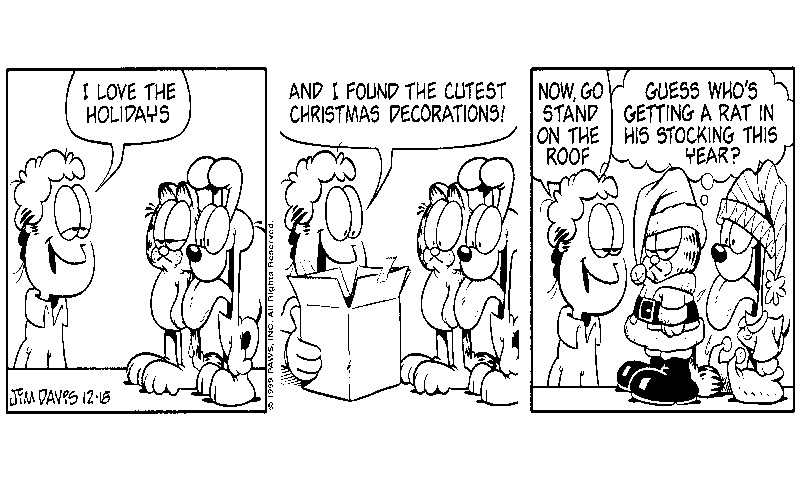 I LOVE THE
HOLIDAYS
JIM DAVIS 12·18
© 1999 PAWS, INC. All Rights Reserved.
AND I FOUND THE CUTEST
CHRISTMAS DECORATIONS!
NOW, GO
STAND
ON THE
ROOF
GUESS WHO'S
GETTING A RAT IN
HIS STOCKING THIS
YEAR?